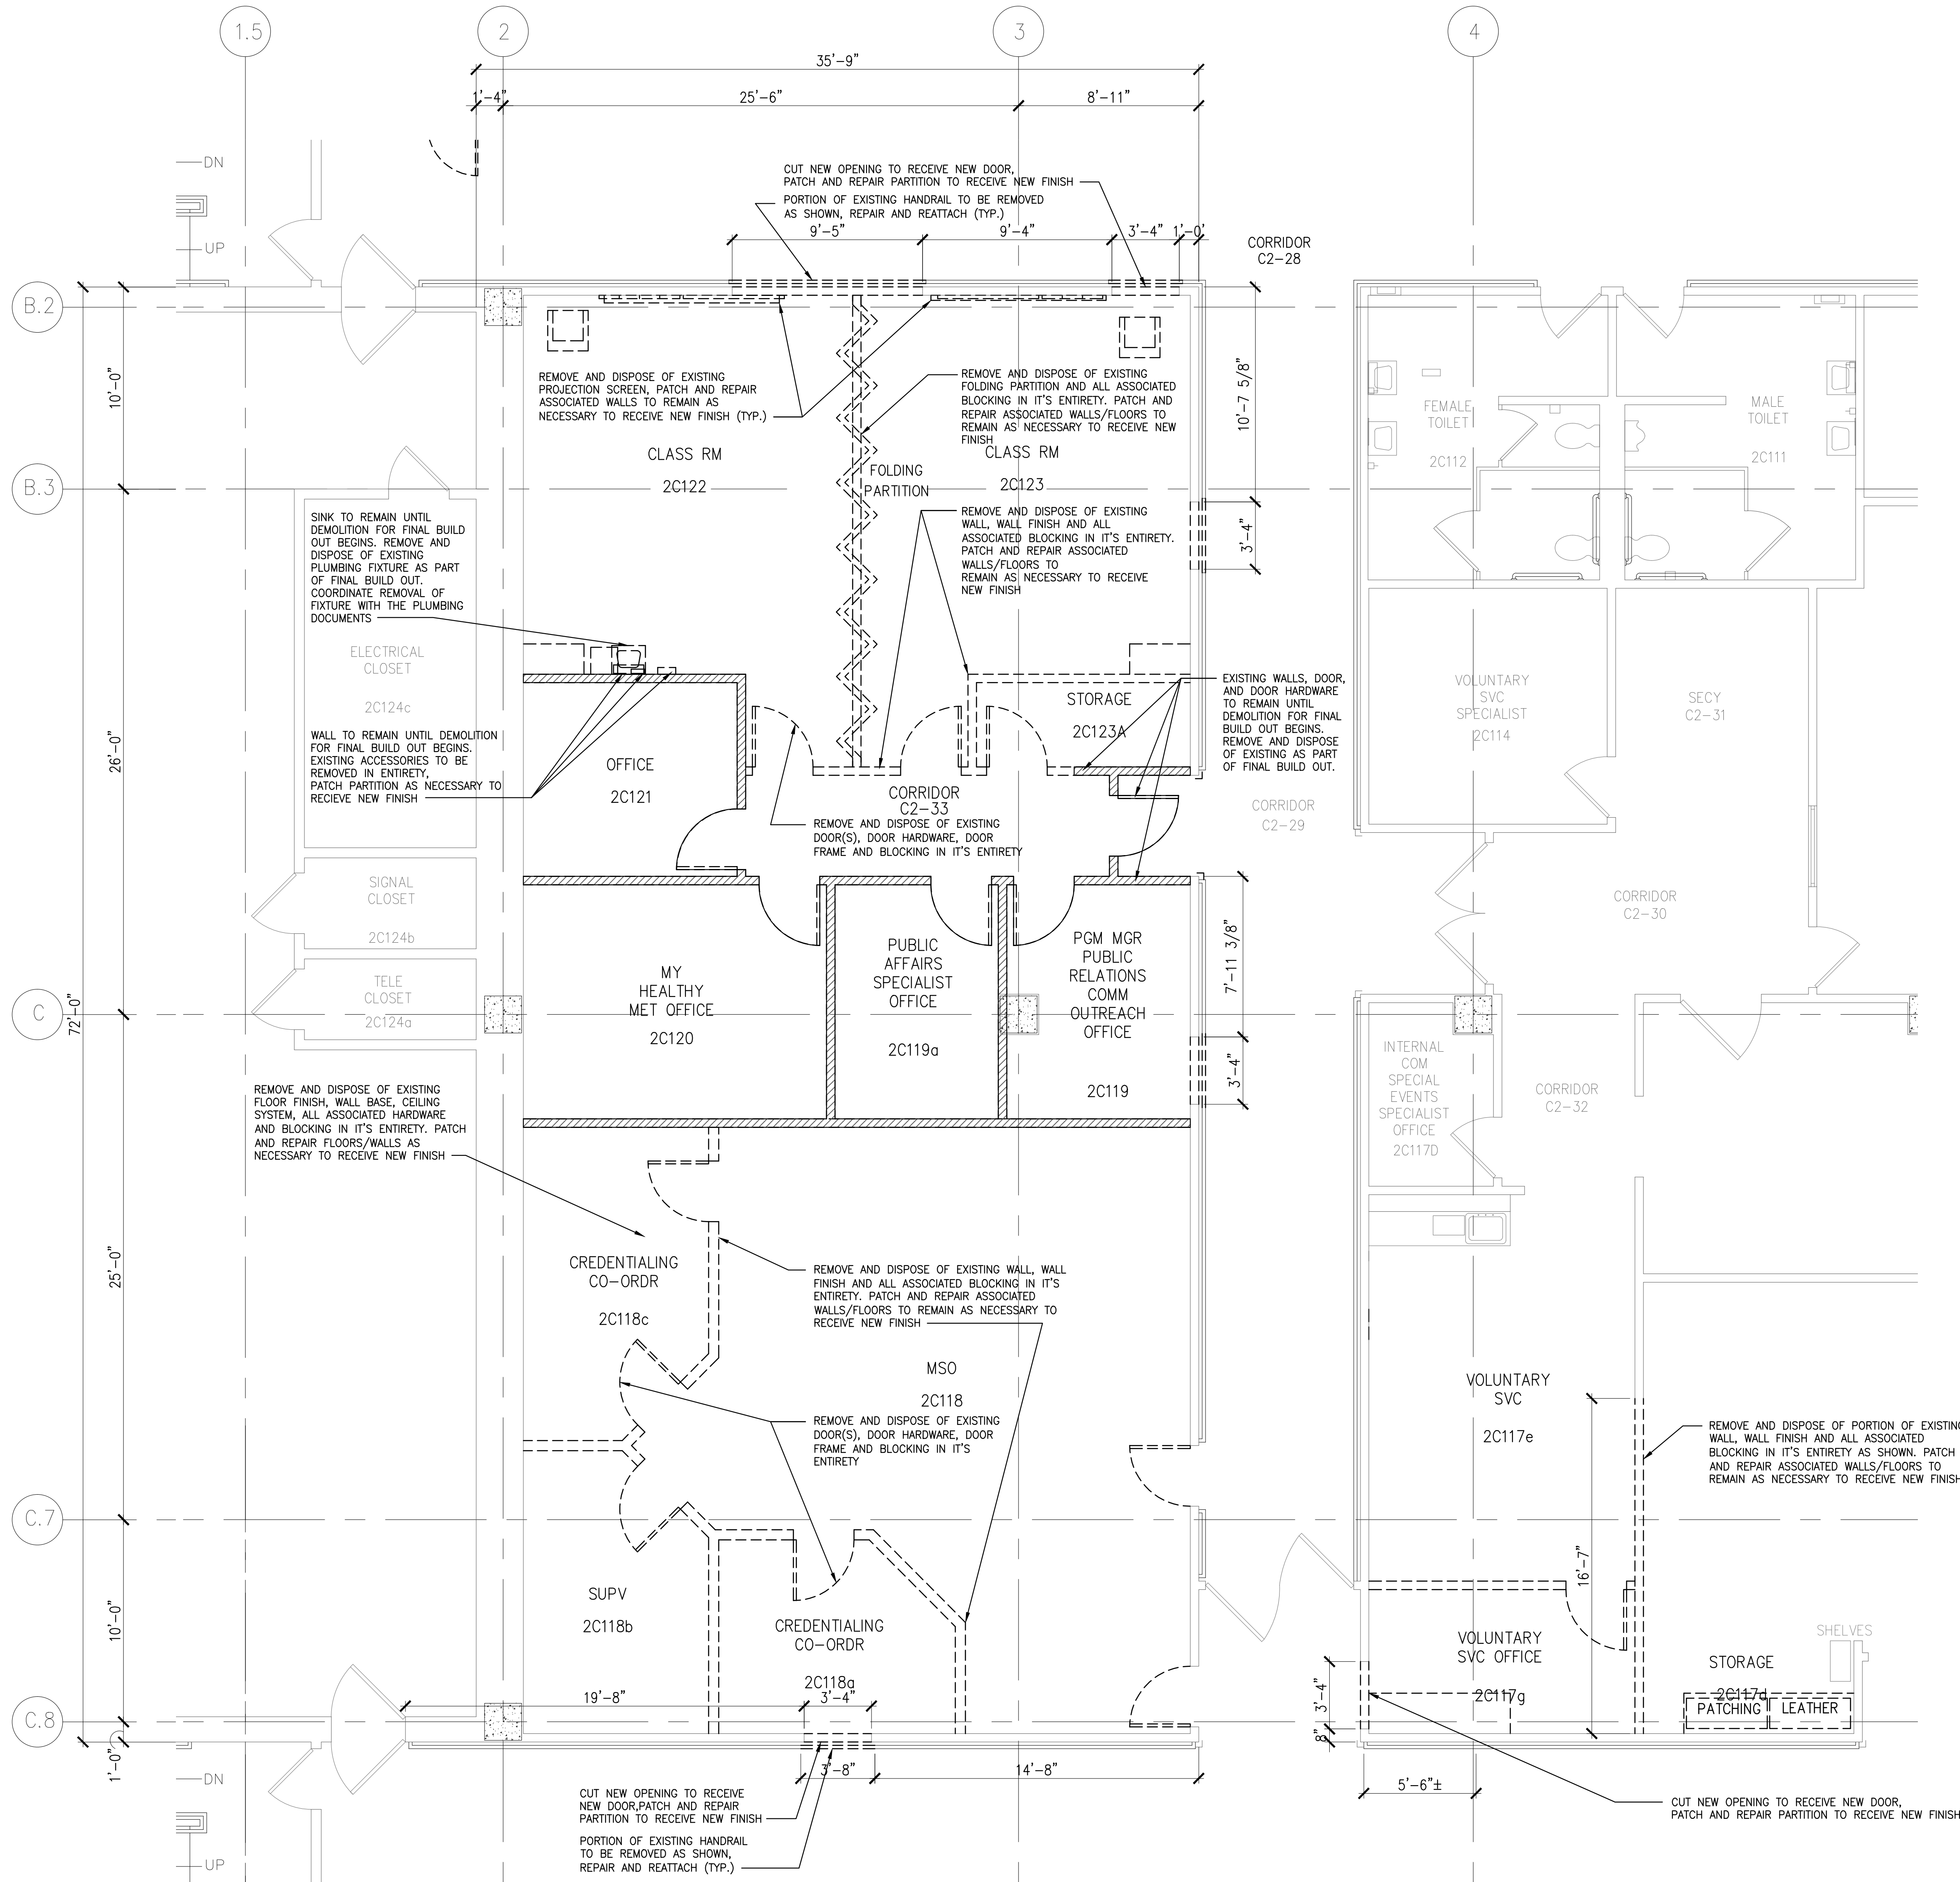 1.5
2
3
4
35'-9"
1'-4"
25'-6"
8'-11"
DN
UP
CUT NEW OPENING TO RECEIVE NEW DOOR,
PATCH AND REPAIR PARTITION TO RECEIVE NEW FINISH
PORTION OF EXISTING HANDRAIL TO BE REMOVED
AS SHOWN, REPAIR AND REATTACH (TYP.)
9'-5"
9'-4"
3'-4"
1'-0"
CORRIDOR
C2-28
B.2
10'-0"
REMOVE AND DISPOSE OF EXISTING
PROJECTION SCREEN, PATCH AND REPAIR
ASSOCIATED WALLS TO REMAIN AS
NECESSARY TO RECEIVE NEW FINISH (TYP.)
REMOVE AND DISPOSE OF EXISTING
FOLDING PARTITION AND ALL ASSOCIATED
BLOCKING IN IT'S ENTIRETY. PATCH AND
REPAIR ASSOCIATED WALLS/FLOORS TO
REMAIN AS NECESSARY TO RECEIVE NEW
FINISH
10'-7 5/8"
FEMALE
TOILET
2C112
MALE
TOILET
2C111
CLASS RM
2C122
FOLDING
PARTITION
CLASS RM
2C123
B.3
SINK TO REMAIN UNTIL
DEMOLITION FOR FINAL BUILD
OUT BEGINS. REMOVE AND
DISPOSE OF EXISTING
PLUMBING FIXTURE AS PART
OF FINAL BUILD OUT.
COORDINATE REMOVAL OF
FIXTURE WITH THE PLUMBING
DOCUMENTS
REMOVE AND DISPOSE OF EXISTING
WALL, WALL FINISH AND ALL
ASSOCIATED BLOCKING IN IT'S ENTIRETY.
PATCH AND REPAIR ASSOCIATED
WALLS/FLOORS TO
REMAIN AS NECESSARY TO RECEIVE
NEW FINISH
3'-4"
ELECTRICAL
CLOSET
2C124c
STORAGE
2C123A
EXISTING WALLS, DOOR,
AND DOOR HARDWARE
TO REMAIN UNTIL
DEMOLITION FOR FINAL
BUILD OUT BEGINS.
REMOVE AND DISPOSE
OF EXISTING AS PART
OF FINAL BUILD OUT.
VOLUNTARY
SVC
SPECIALIST
2C114
SECY
C2-31
26'-0"
WALL TO REMAIN UNTIL DEMOLITION
FOR FINAL BUILD OUT BEGINS.
EXISTING ACCESSORIES TO BE
REMOVED IN ENTIRETY,
PATCH PARTITION AS NECESSARY TO
RECIEVE NEW FINISH
OFFICE
2C121
CORRIDOR
C2-33
REMOVE AND DISPOSE OF EXISTING
DOOR(S), DOOR HARDWARE, DOOR
FRAME AND BLOCKING IN IT'S ENTIRETY
CORRIDOR
C2-29
SIGNAL
CLOSET
2C124b
CORRIDOR
C2-30
TELE
CLOSET
2C124a
MY
HEALTHY
MET OFFICE
2C120
PUBLIC
AFFAIRS
SPECIALIST
OFFICE
2C119a
PGM MGR
PUBLIC
RELATIONS
COMM
OUTREACH
OFFICE
2C119
7'-11 3/8"
3'-4"
C
72'-0"
INTERNAL
COM
SPECIAL
EVENTS
SPECIALIST
OFFICE
2C117D
CORRIDOR
C2-32
REMOVE AND DISPOSE OF EXISTING
FLOOR FINISH, WALL BASE, CEILING
SYSTEM, ALL ASSOCIATED HARDWARE
AND BLOCKING IN IT'S ENTIRETY. PATCH
AND REPAIR FLOORS/WALLS AS
NECESSARY TO RECEIVE NEW FINISH
25'-0"
CREDENTIALING
CO-ORDR
2C118c
REMOVE AND DISPOSE OF EXISTING WALL, WALL
FINISH AND ALL ASSOCIATED BLOCKING IN IT'S
ENTIRETY. PATCH AND REPAIR ASSOCIATED
WALLS/FLOORS TO REMAIN AS NECESSARY TO
RECEIVE NEW FINISH
MSO
2C118
REMOVE AND DISPOSE OF EXISTING
DOOR(S), DOOR HARDWARE, DOOR
FRAME AND BLOCKING IN IT'S
ENTIRETY
VOLUNTARY
SVC
2C117e
REMOVE AND DISPOSE OF PORTION OF EXISTING
WALL, WALL FINISH AND ALL ASSOCIATED
BLOCKING IN IT'S ENTIRETY AS SHOWN. PATCH
AND REPAIR ASSOCIATED WALLS/FLOORS TO
REMAIN AS NECESSARY TO RECEIVE NEW FINISH
C.7
16'-7"
10'-0"
SUPV
2C118b
CREDENTIALING
CO-ORDR
2C118a
VOLUNTARY
SVC OFFICE
2C117g
SHELVES
STORAGE
2C117d
PATCHING
LEATHER
19'-8"
3'-4"
3'-4"
8"
C.8
1'-0"
3'-8"
14'-8"
5'-6"±
DN
UP
CUT NEW OPENING TO RECEIVE
NEW DOOR,PATCH AND REPAIR
PARTITION TO RECEIVE NEW FINISH
PORTION OF EXISTING HANDRAIL
TO BE REMOVED AS SHOWN,
REPAIR AND REATTACH (TYP.)
CUT NEW OPENING TO RECEIVE NEW DOOR,
PATCH AND REPAIR PARTITION TO RECEIVE NEW FINISH